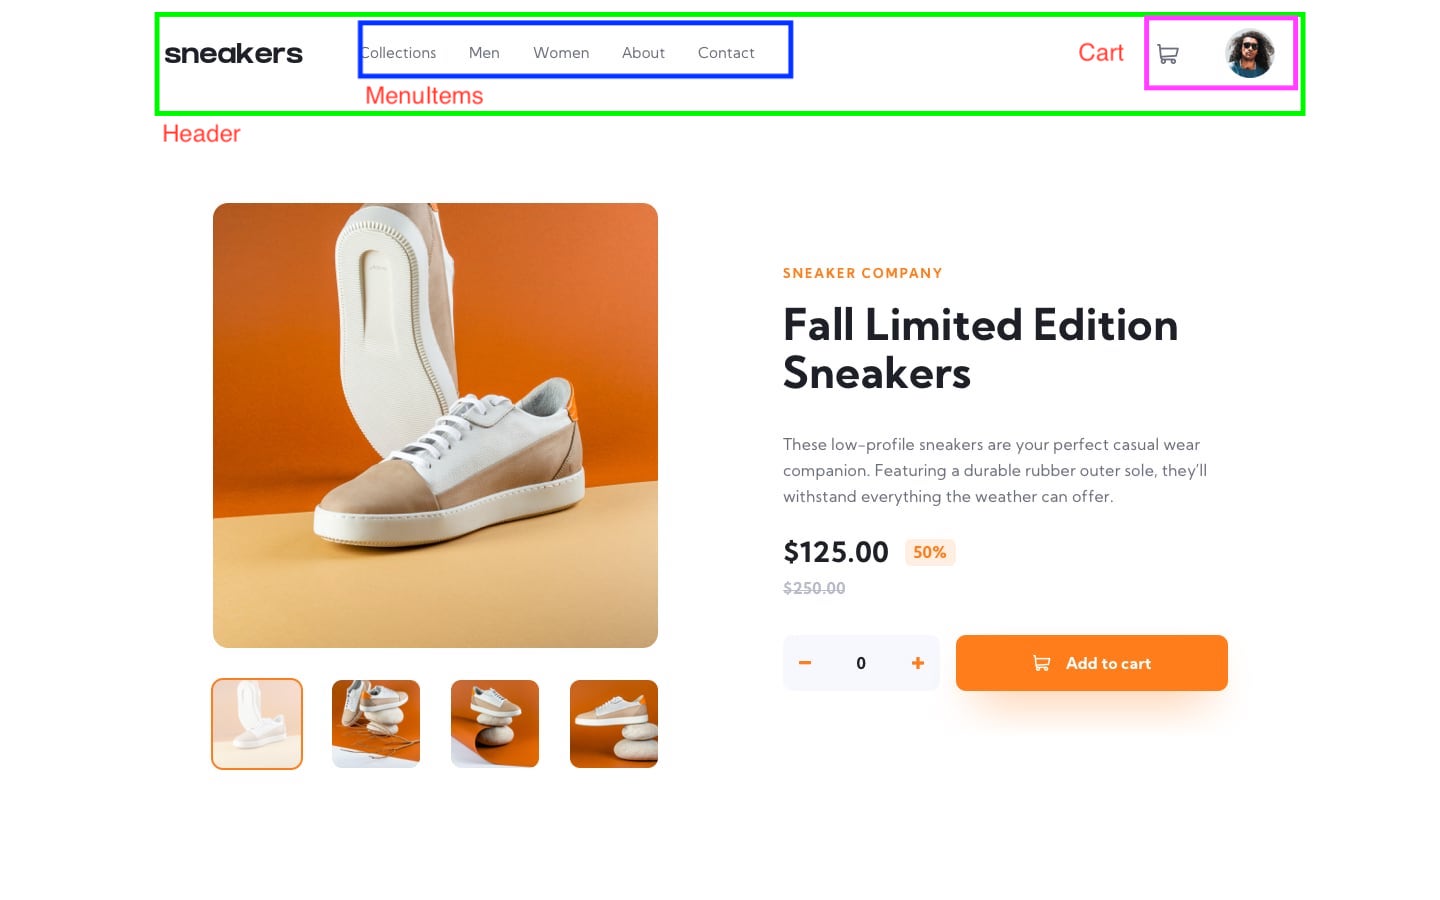 sneakers
Collections Men Women About Contact
Cart
MenuItems
Header
SNEAKER COMPANY
Fall Limited Edition
Sneakers
These low-profile sneakers are your perfect casual wear
companion. Featuring a durable rubber outer sole, they'll
withstand everything the weather can offer.
$125.00 50%
$250.00
0
Add to cart